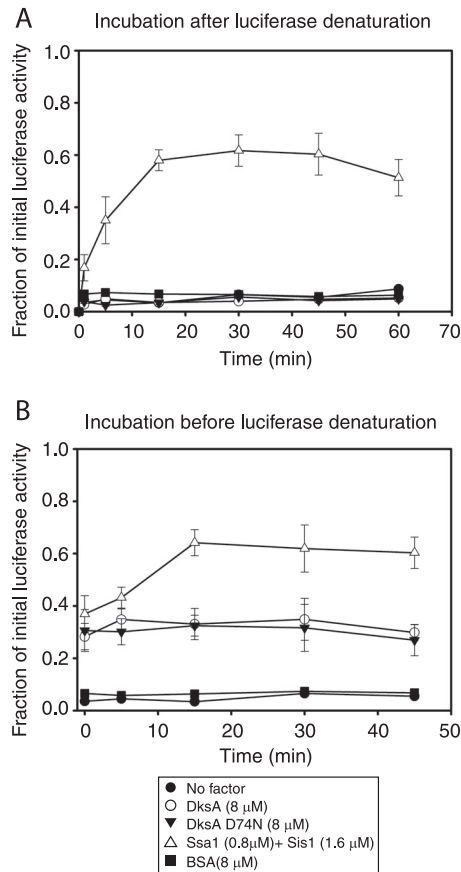 A
Incubation after luciferase denaturation
Fraction of initial luciferase activity
1.0
0.8
0.6
0.4
0.2
0.0
0 10 20 30 40 50 60 70
Time (min)
B
Incubation before luciferase denaturation
Fraction of initial luciferase activity
1.0
0.8
0.6
0.4
0.2
0.0
0 10 20 30 40 50
Time (min)
No factor
DksA (8 μM)
DksA D74N (8 μM)
Ssa1 (0.8μM)+ Sis1 (1.6 μM)
BSA(8 μM)